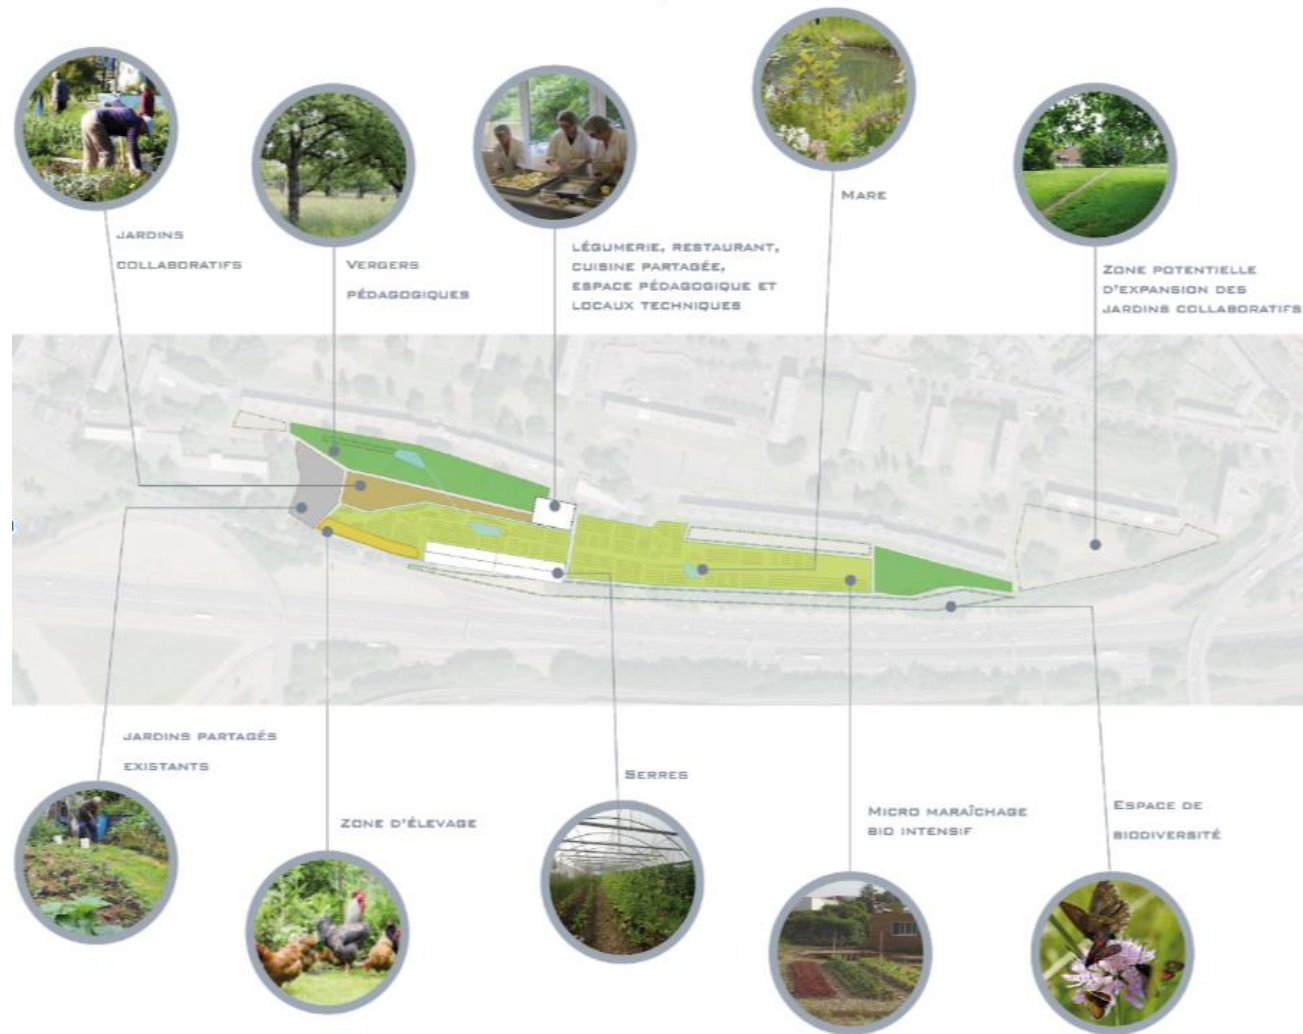 JARDINS
COLLABORATIFS
VERGERS
PÉDAGOGIQUES
LÉGUMERIE, RESTAURANT,
CUISINE PARTAGÉE,
ESPACE PÉDAGOGIQUE ET
LOCAUX TECHNIQUES
MARE
ZONE POTENTIELLE
D'EXPANSION DES
JARDINS COLLABORATIFS
JARDINS PARTAGÉS
EXISTANTS
ZONE D'ÉLEVAGE
SERRES
MICRO MARAÎCHAGE
BIO INTENSIF
ESPACE DE
BIODIVERSITÉ